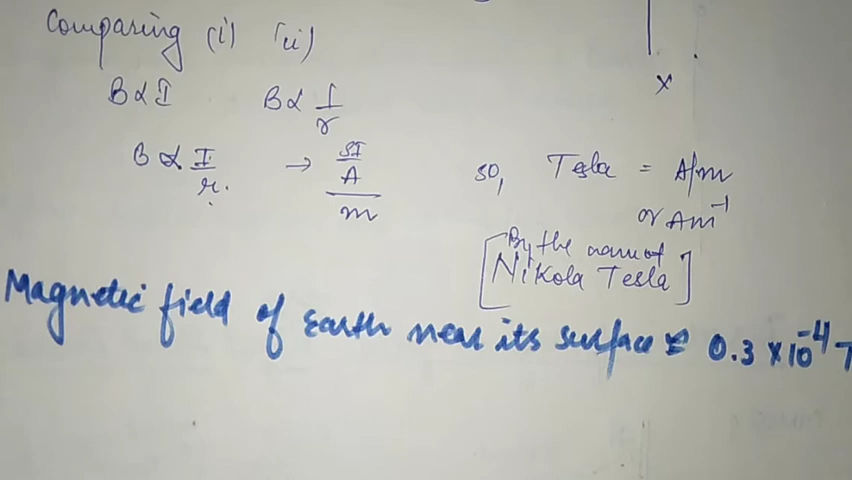 Comparing (i) (ii)
B ∝ I B ∝ 1/r
B ∝ I/r. → SI A/m so, Tesla = A/m
or Am⁻¹
[By the name of
Nikola Tesla]
Magnetic field of earth near its surface = 0.3 × 10⁻⁴ T
x